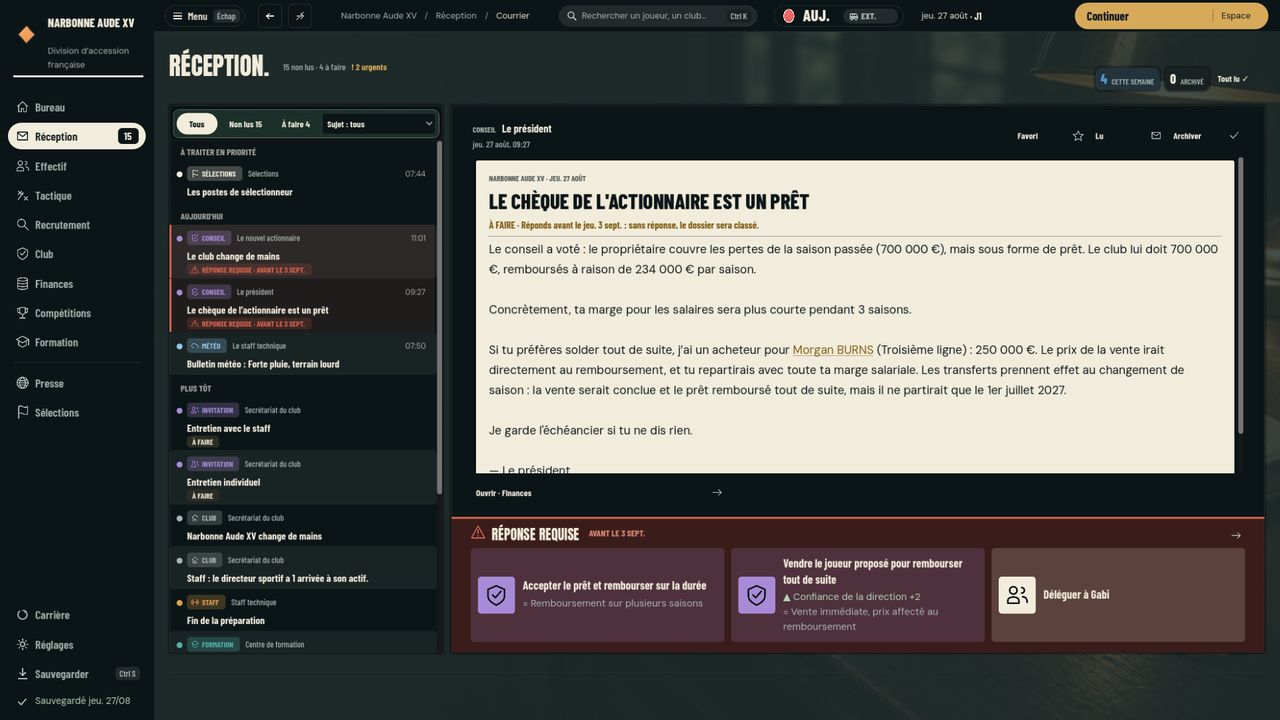 NARBONNE AUDE XV
Division d'accession
française
Bureau
Réception 15
Effectif
Tactique
Recrutement
Club
Finances
Compétitions
Formation
Presse
Sélections
Carrière
Réglages
Sauvegarder Ctrl S
Sauvegardé jeu. 27/08
Menu Échap
Narbonne Aude XV / Réception / Courrier
Rechercher un joueur, un club... Ctrl K
AUJ. EXT.
jeu. 27 août · J1
Continuer Espace
RÉCEPTION.
15 non lus · 4 à faire ! 2 urgents
4 CETTE SEMAINE 0 ARCHIVÉ Tout lu ✓
Tous Non lus 15 À faire 4 Sujet : tous
À TRAITER EN PRIORITÉ
SÉLECTIONS Sélections 07:44
Les postes de sélectionneur
AUJOURD'HUI
CONSEIL Le nouvel actionnaire 11:01
Le club change de mains
RÉPONSE REQUISE · AVANT LE 3 SEPT.
CONSEIL Le président 09:27
Le chèque de l'actionnaire est un prêt
RÉPONSE REQUISE · AVANT LE 3 SEPT.
MÉTÉO Le staff technique 07:50
Bulletin météo : Forte pluie, terrain lourd
PLUS TÔT
INVITATION Secrétariat du club
Entretien avec le staff
À FAIRE
INVITATION Secrétariat du club
Entretien individuel
À FAIRE
CLUB Secrétariat du club
Narbonne Aude XV change de mains
CLUB Secrétariat du club
Staff : le directeur sportif a 1 arrivée à son actif.
STAFF Staff technique
Fin de la préparation
FORMATION Centre de formation
CONSEIL Le président
jeu. 27 août, 09:27
Favori Lu Archiver
NARBONNE AUDE XV · JEU. 27 AOÛT
LE CHÈQUE DE L'ACTIONNAIRE EST UN PRÊT
À FAIRE · Réponds avant le jeu. 3 sept. : sans réponse, le dossier sera classé.
Le conseil a voté : le propriétaire couvre les pertes de la saison passée (700 000 €), mais sous forme de prêt. Le club lui doit 700 000
€, remboursés à raison de 234 000 € par saison.
Concrètement, ta marge pour les salaires sera plus courte pendant 3 saisons.
Si tu préfères solder tout de suite, j'ai un acheteur pour Morgan BURNS (Troisième ligne) : 250 000 €. Le prix de la vente irait
directement au remboursement, et tu repartirais avec toute ta marge salariale. Les transferts prennent effet au changement de
saison : la vente serait conclue et le prêt remboursé tout de suite, mais il ne partirait que le 1er juillet 2027.
Je garde l'échéancier si tu ne dis rien.
— Le président
Ouvrir · Finances
RÉPONSE REQUISE AVANT LE 3 SEPT.
Accepter le prêt et rembourser sur la durée
= Remboursement sur plusieurs saisons
Vendre le joueur proposé pour rembourser
tout de suite
▲ Confiance de la direction +2
= Vente immédiate, prix affecté au
remboursement
Déléguer à Gabi